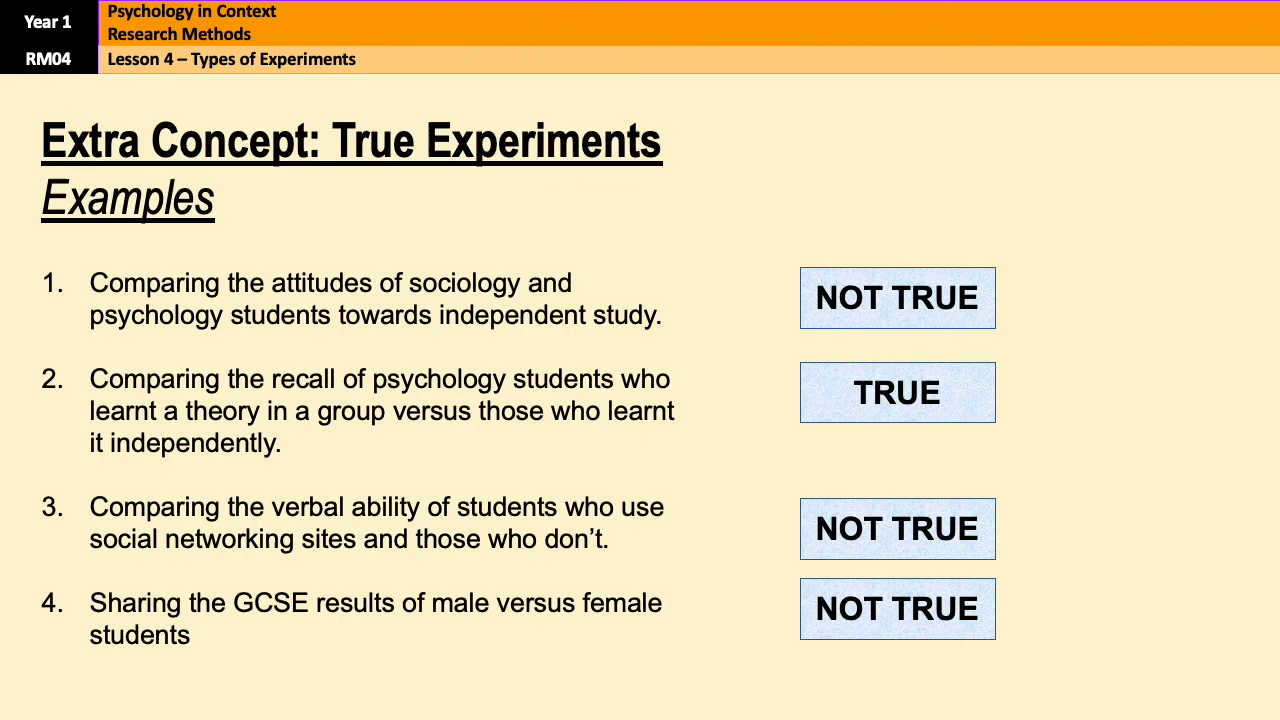 Year 1
Psychology in Context
Research Methods
RM04
Lesson 4 – Types of Experiments
Extra Concept: True Experiments
Examples
1. Comparing the attitudes of sociology and
psychology students towards independent study.
NOT TRUE
2. Comparing the recall of psychology students who
learnt a theory in a group versus those who learnt
it independently.
TRUE
3. Comparing the verbal ability of students who use
social networking sites and those who don’t.
NOT TRUE
4. Sharing the GCSE results of male versus female
students
NOT TRUE